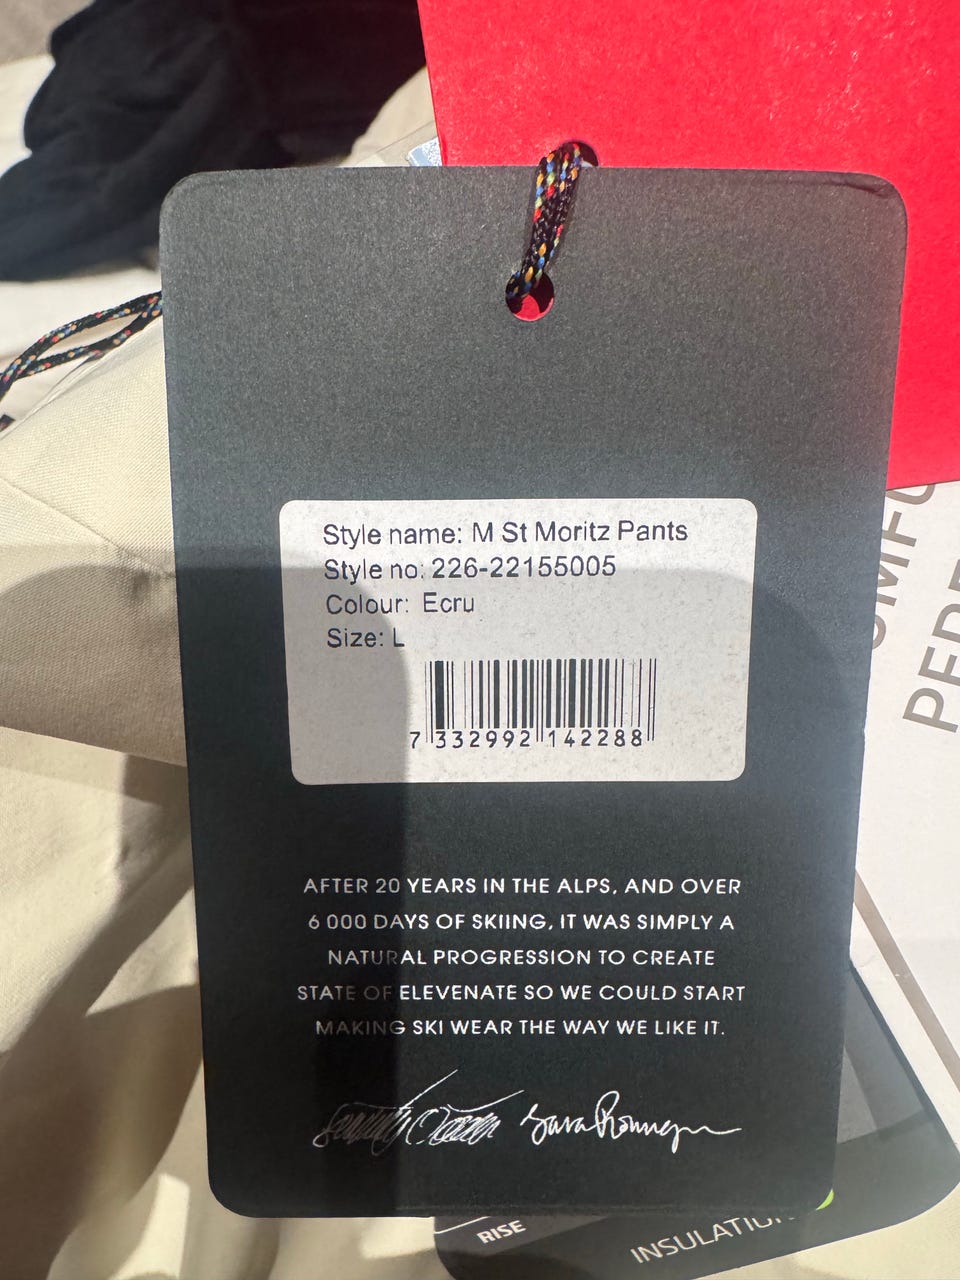 Style name: M St Moritz Pants
Style no: 226-22155005
Colour: Ecru
Size: L
7 332992 142288
AFTER 20 YEARS IN THE ALPS, AND OVER
6 000 DAYS OF SKIING, IT WAS SIMPLY A
NATURAL PROGRESSION TO CREATE
STATE OF ELEVENATE SO WE COULD START
MAKING SKI WEAR THE WAY WE LIKE IT.
Sara Rönngren
RISE